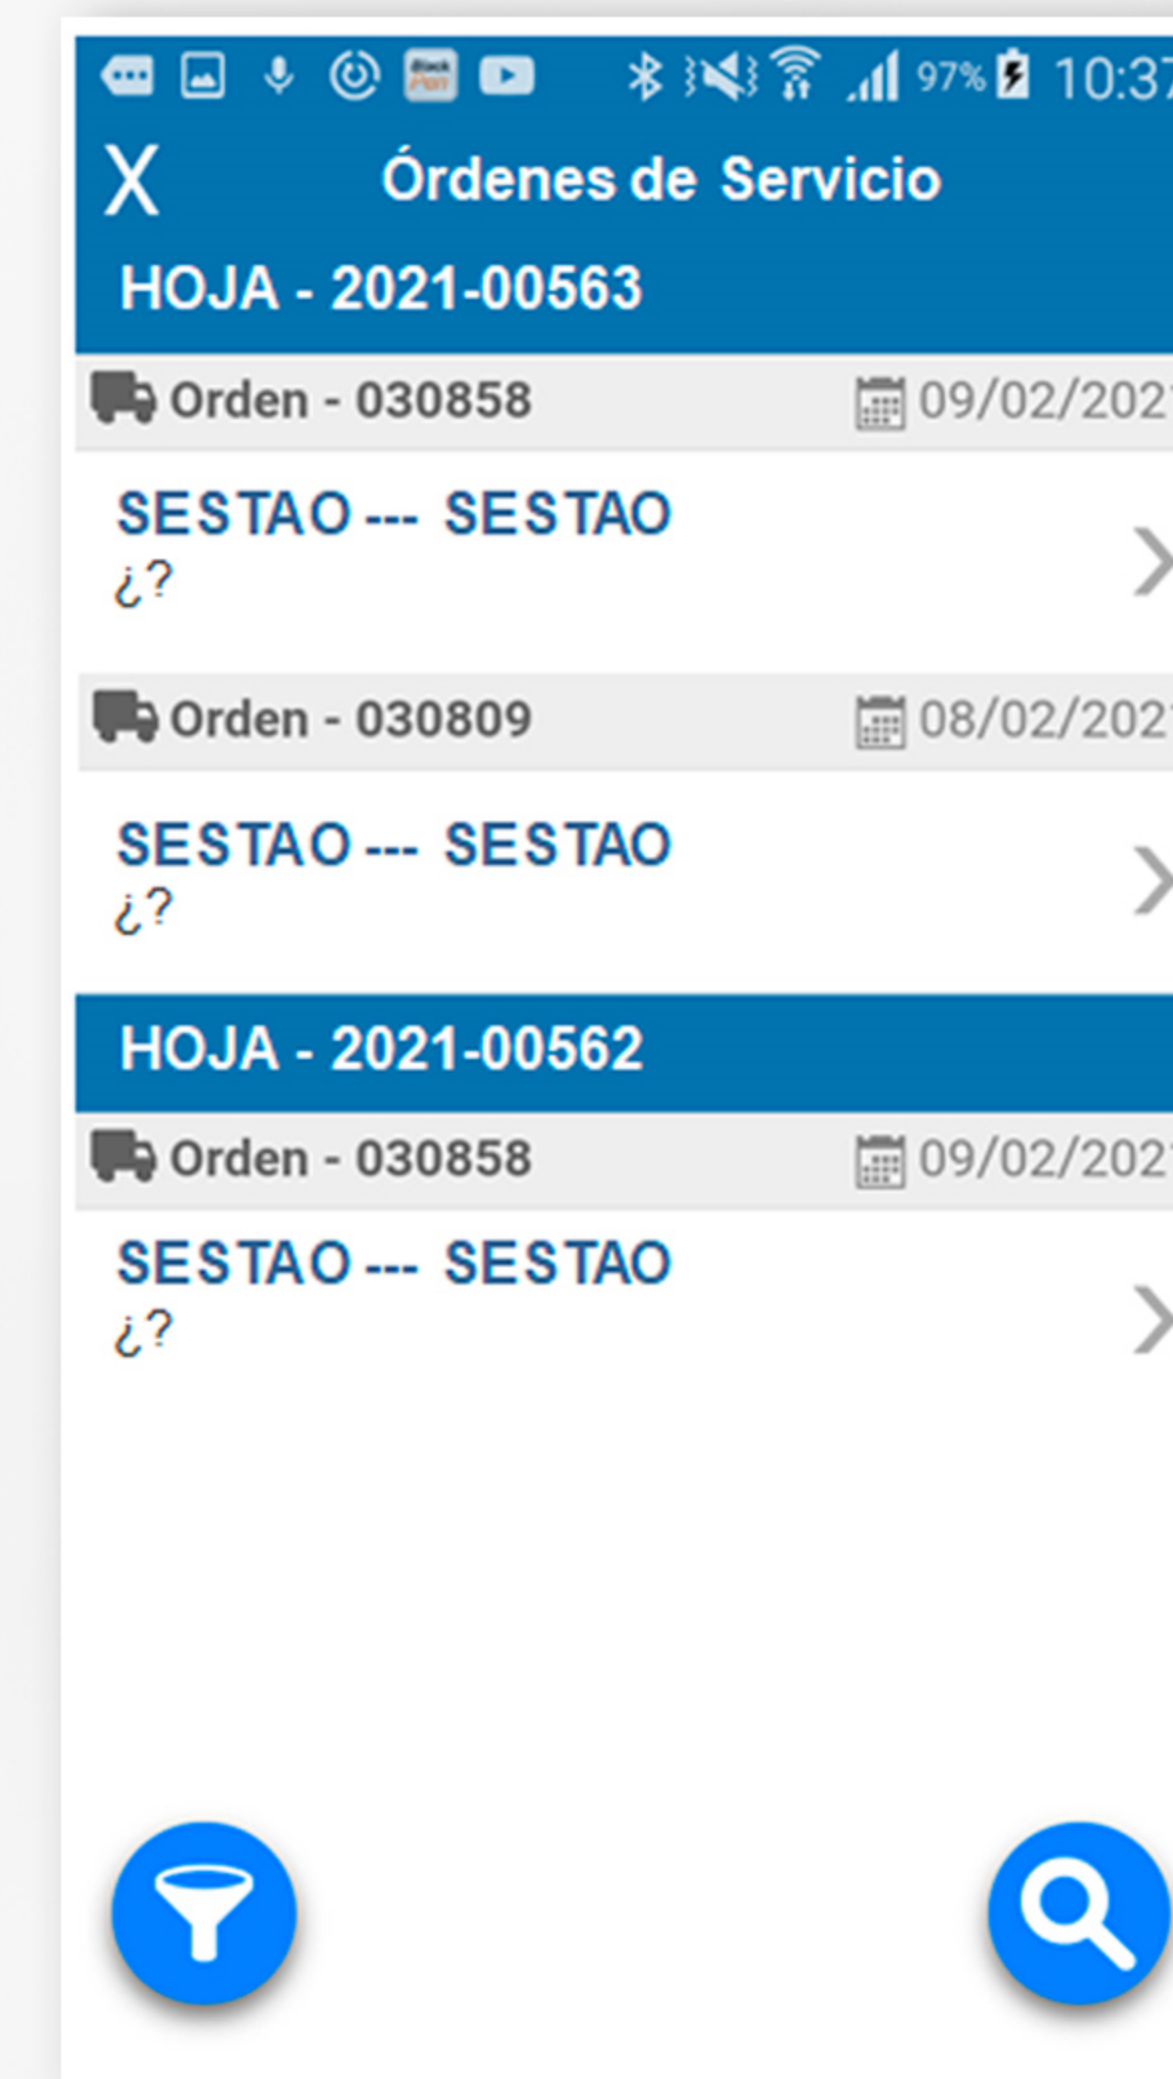 97% 10:37
X Órdenes de Servicio
HOJA - 2021-00563
Orden - 030858 09/02/2021
SESTAO --- SESTAO
¿?
Orden - 030809 08/02/2021
SESTAO --- SESTAO
¿?
HOJA - 2021-00562
Orden - 030858 09/02/2021
SESTAO --- SESTAO
¿?